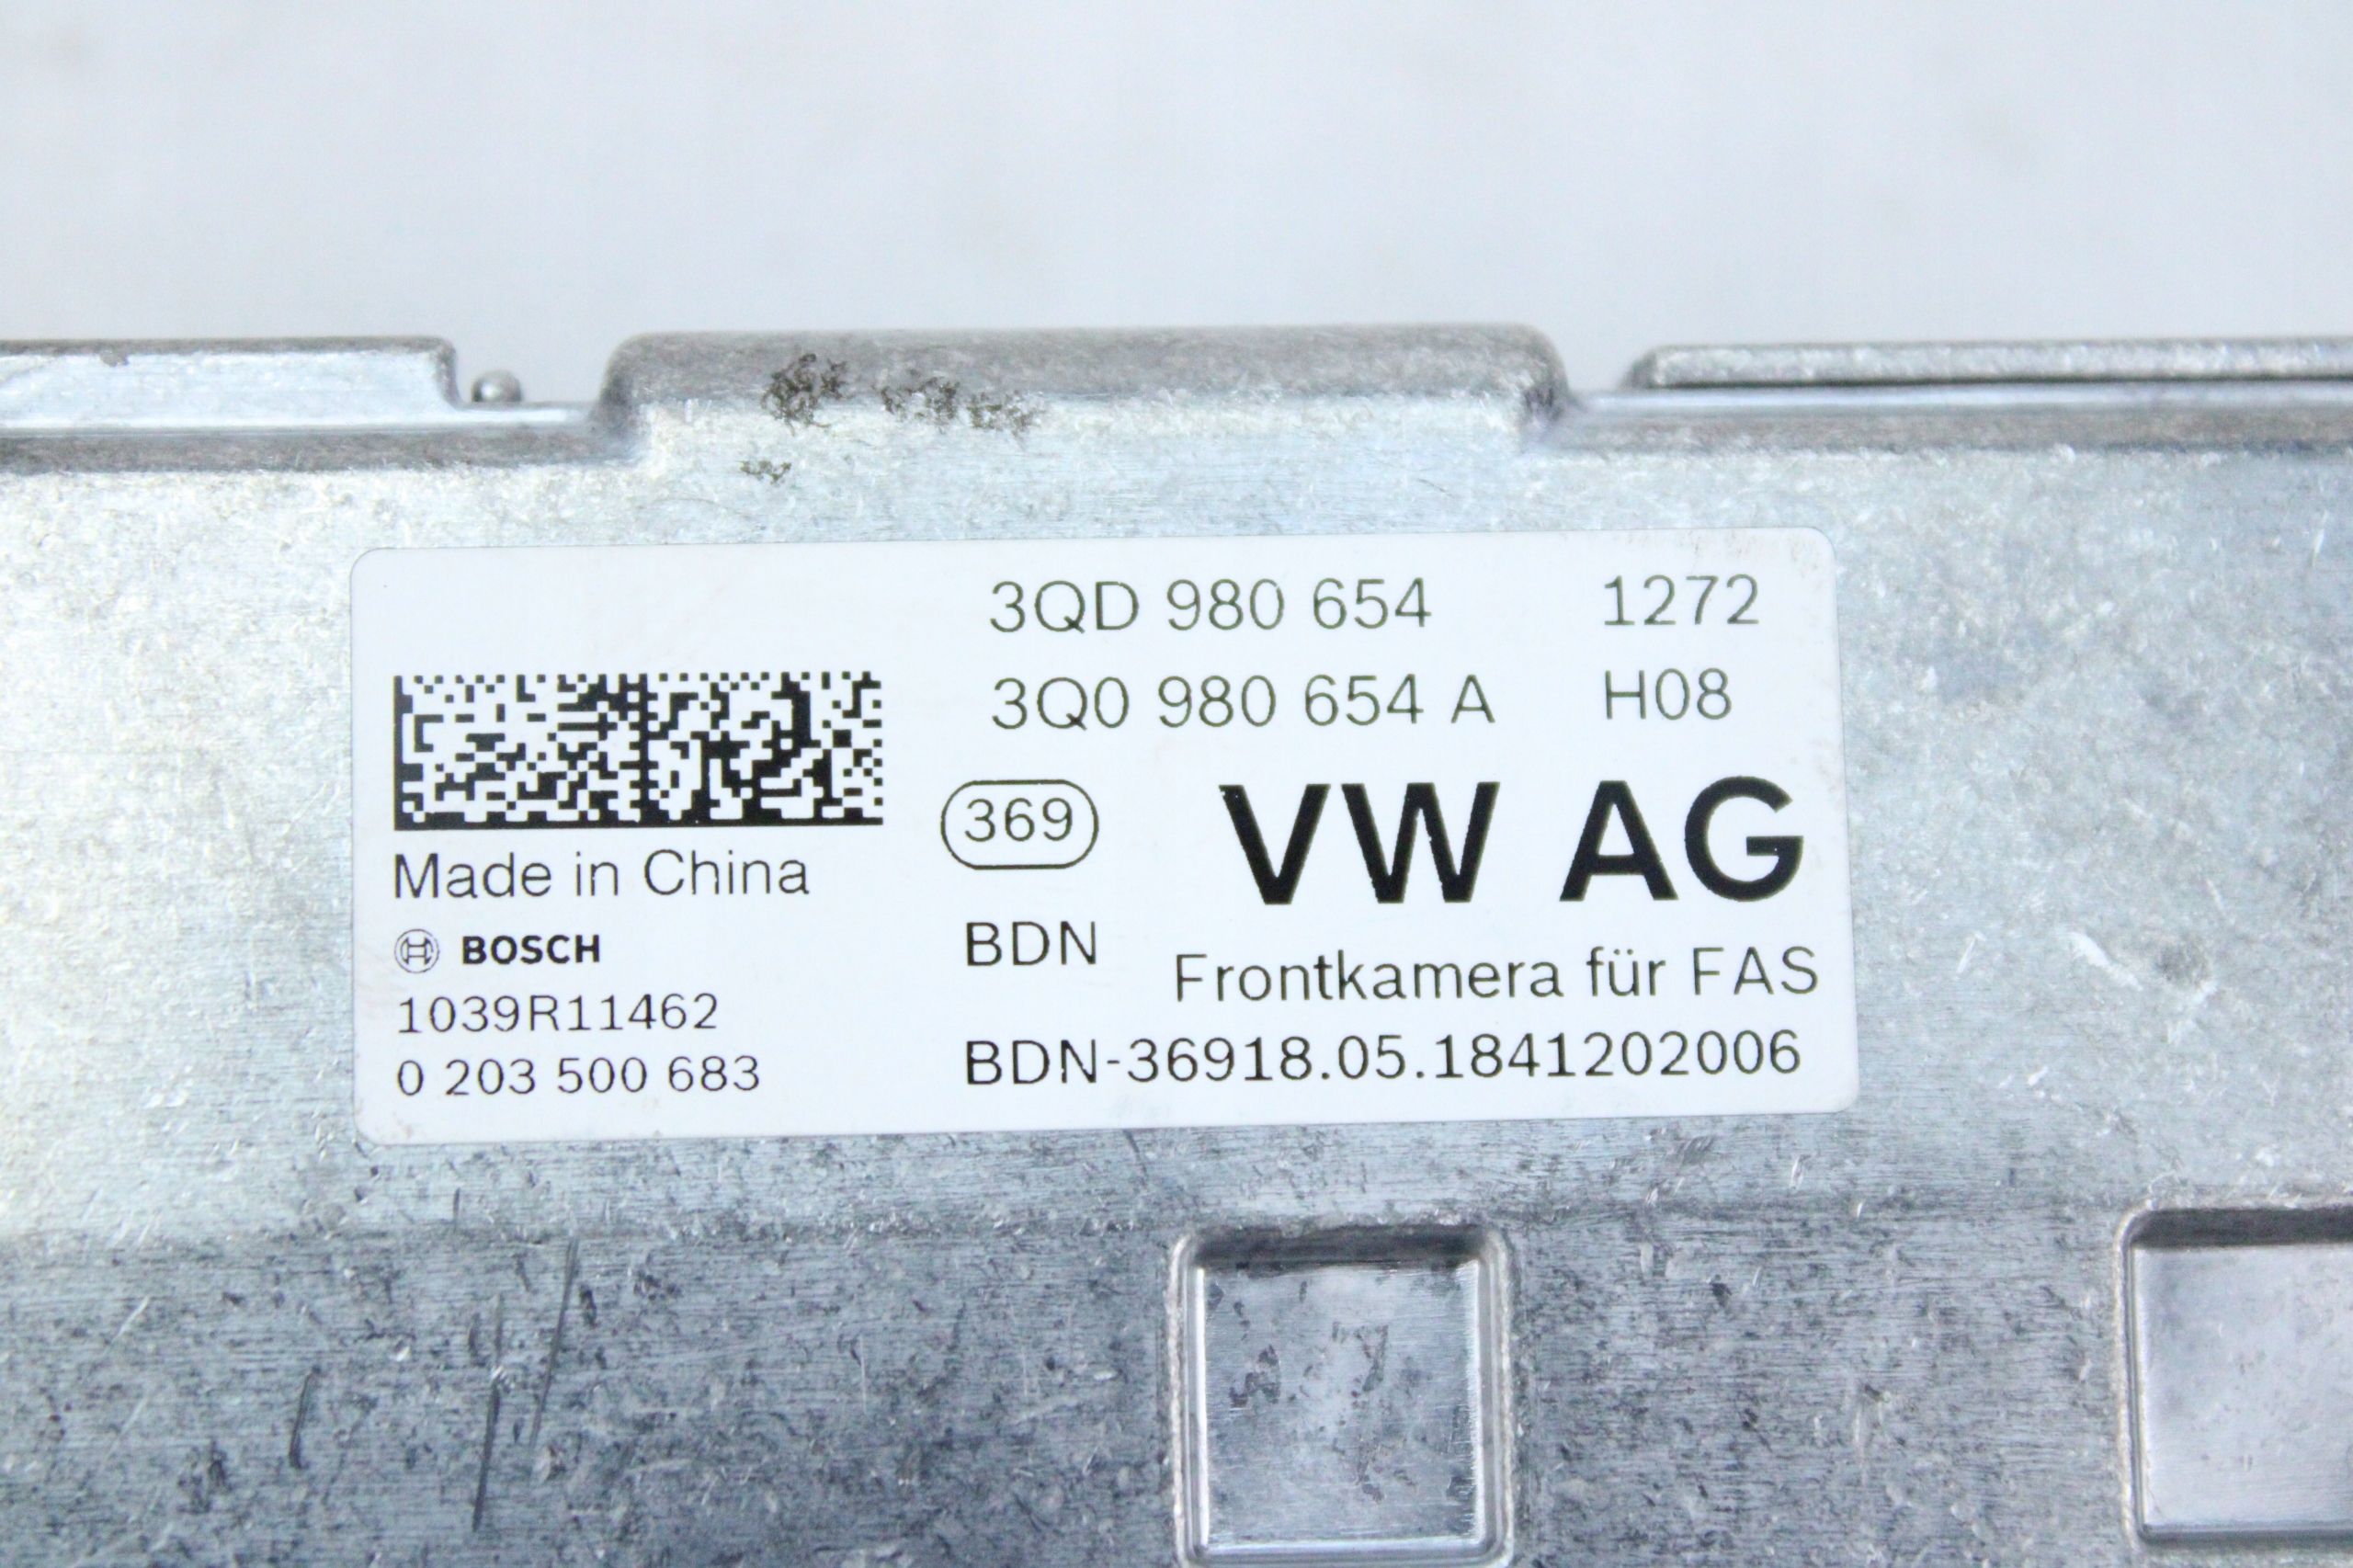 3QD 980 654 1272
3Q0 980 654 A H08
369
VW AG
Made in China
BOSCH
BDN
Frontkamera für FAS
1039R11462
0 203 500 683
BDN-36918.05.1841202006